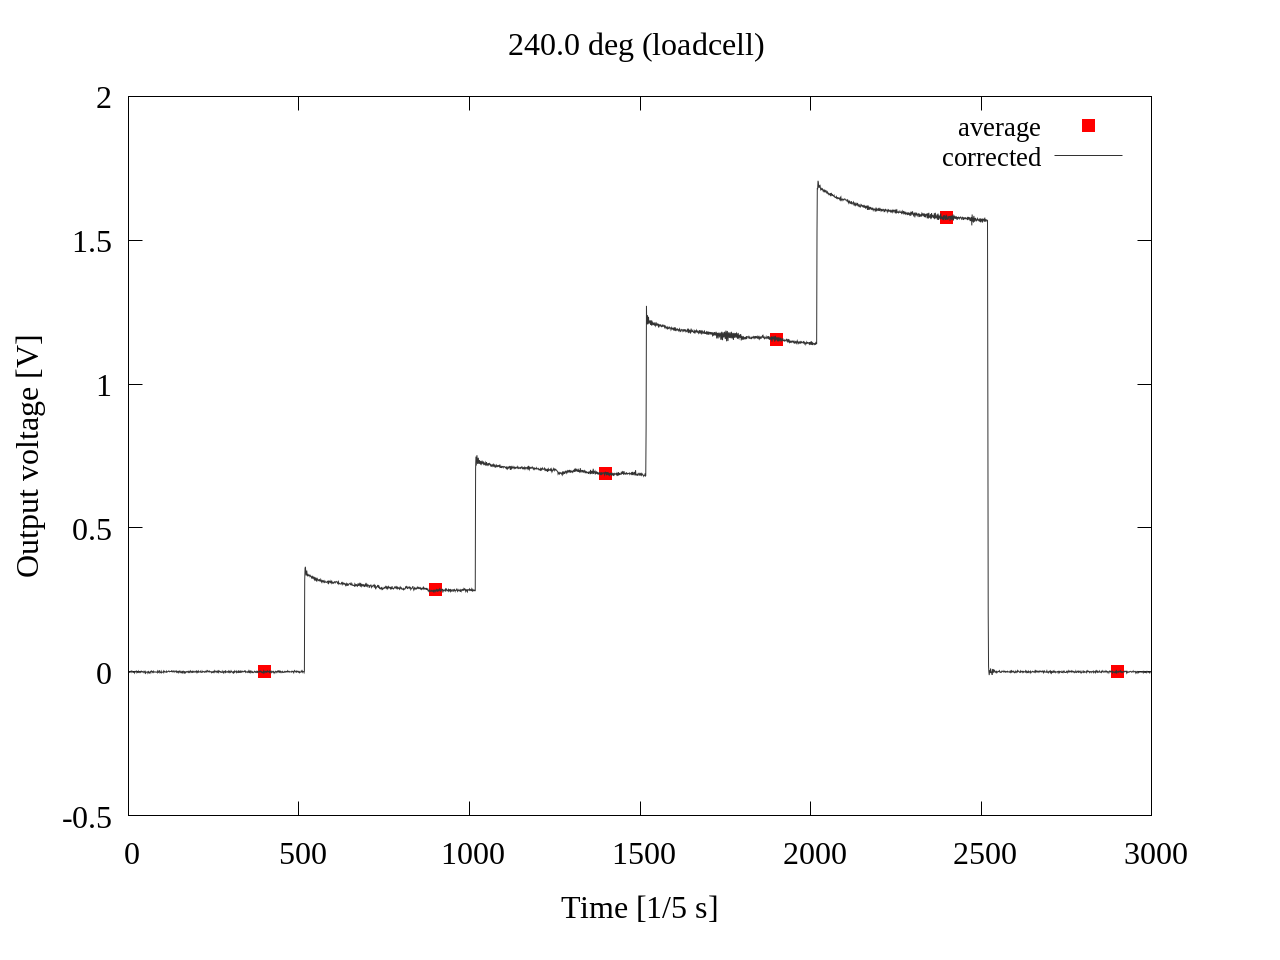 240.0 deg (loadcell)
average
corrected
2
1.5
1
0.5
0
-0.5
Output voltage [V]
0 500 1000 1500 2000 2500 3000
Time [1/5 s]